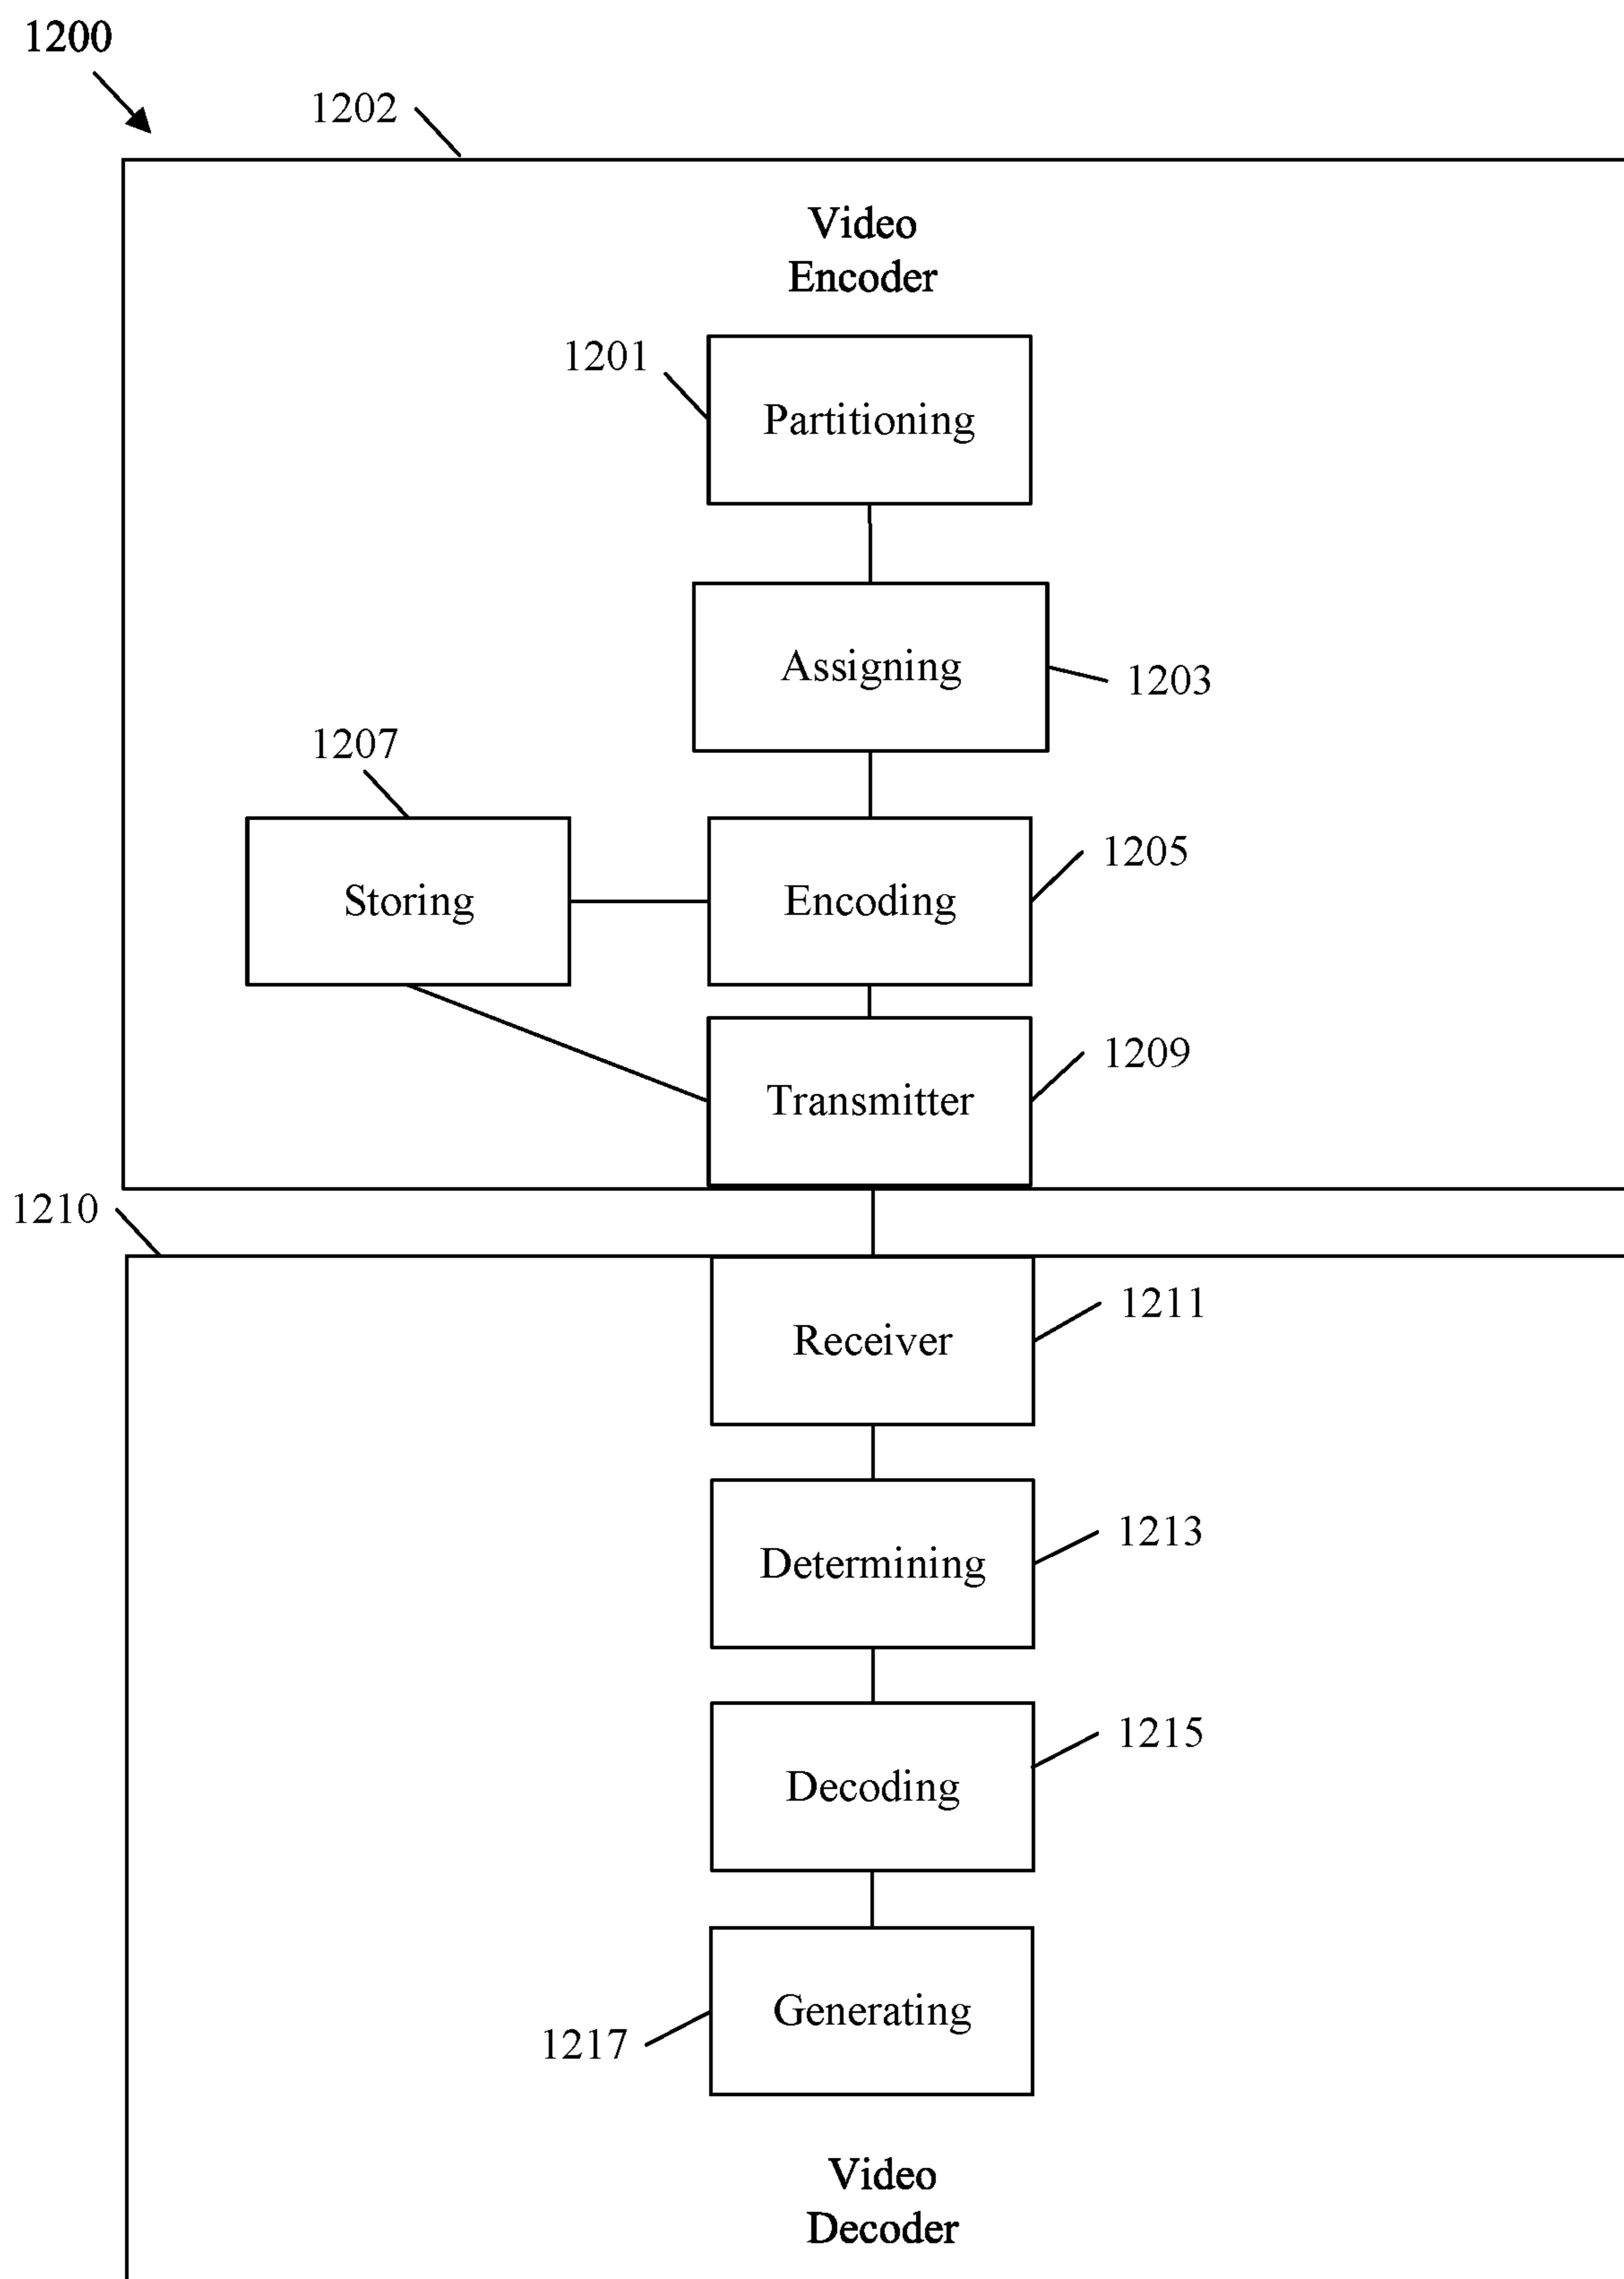 1200
1202
Video
Encoder
1201
Partitioning
Assigning
1203
1207
Storing
Encoding
1205
Transmitter
1209
1210
Receiver
1211
Determining
1213
Decoding
1215
Generating
1217
Video
Decoder